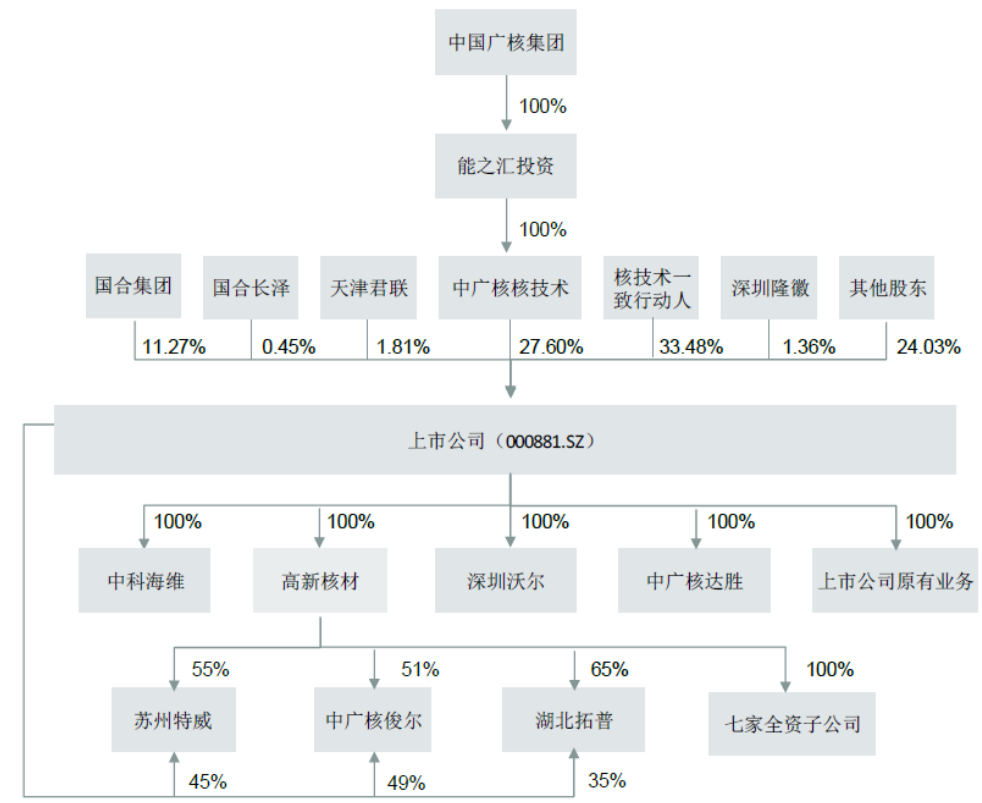 中国广核集团
100%
能之汇投资
100%
国合集团
国合长泽
天津君联
中广核核技术
核技术一
致行动人
深圳隆徽
其他股东
11.27%
0.45%
1.81%
27.60%
33.48%
1.36%
24.03%
上市公司（000881.SZ）
100%
100%
100%
100%
100%
中科海维
高新核材
深圳沃尔
中广核达胜
上市公司原有业务
55%
51%
65%
100%
苏州特威
中广核俊尔
湖北拓普
七家全资子公司
45%
49%
35%